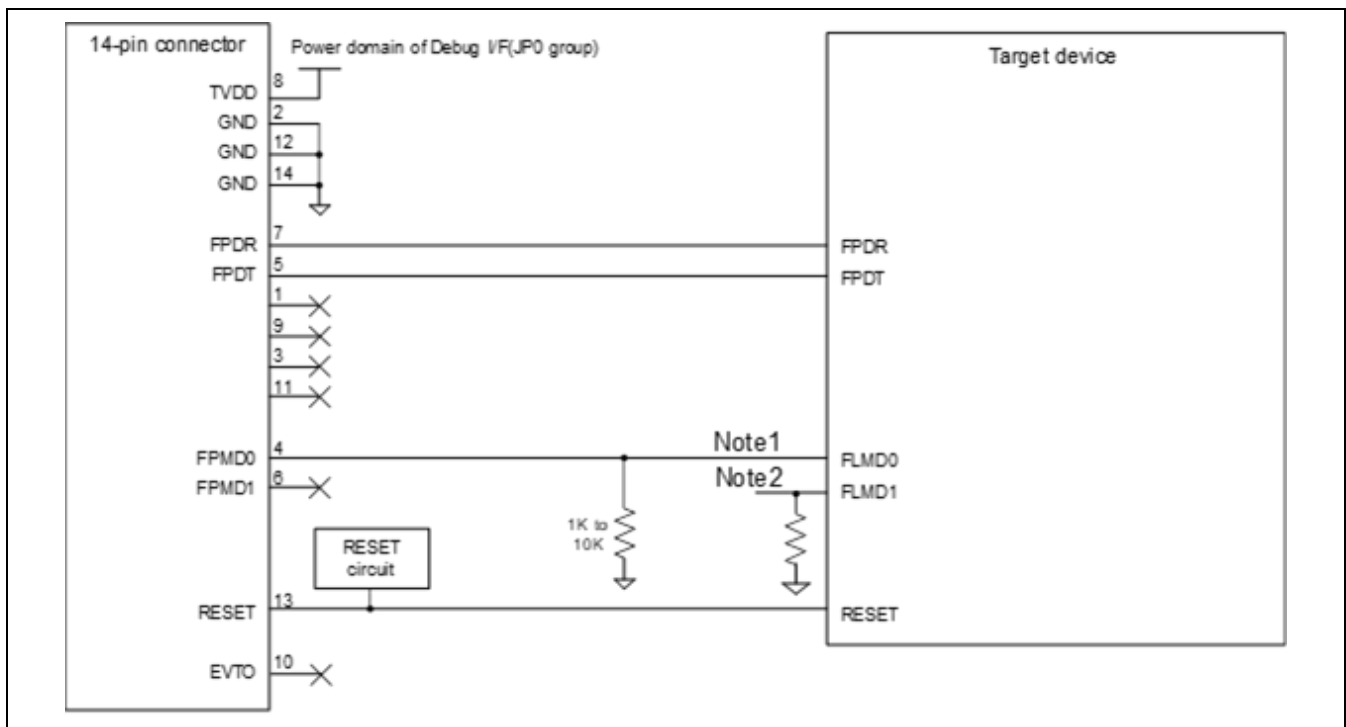 14-pin connector
Power domain of Debug I/F(JP0 group)
Target device
TVDD 8
GND 2
GND 12
GND 14
FPDR 7 FPDR
FPDT 5 FPDT
1
9
3
11
FPMD0 4 Note1 FLMD0
FPMD1 6 Note2 FLMD1
1K to
10K
RESET
circuit
RESET 13 RESET
EVTO 10